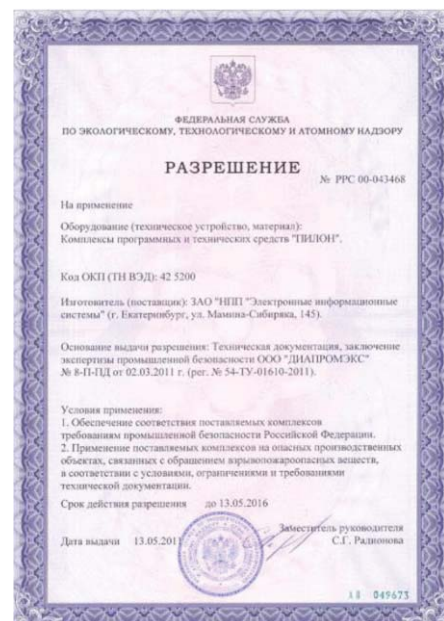 ФЕДЕРАЛЬНАЯ СЛУЖБА
ПО ЭКОЛОГИЧЕСКОМУ, ТЕХНОЛОГИЧЕСКОМУ И АТОМНОМУ НАДЗОРУ
РАЗРЕШЕНИЕ
№ РРС 00-043468
На применение
Оборудование (техническое устройство, материал):
Комплексы программных и технических средств "ПИЛОН".
Код ОКП (ТН ВЭД): 42 5200
Изготовитель (поставщик): ЗАО "НПП "Электронные информационные
системы" (г. Екатеринбург, ул. Мамина-Сибиряка, 145).
Основание выдачи разрешения: Техническая документация, заключение
экспертизы промышленной безопасности ООО "ДИАПРОМЭКС"
№ 8-П-ПД от 02.03.2011 г. (рег. № 54-ТУ-01610-2011).
Условия применения:
1. Обеспечение соответствия поставляемых комплексов
требованиям промышленной безопасности Российской Федерации.
2. Применение поставляемых комплексов на опасных производственных
объектах, связанных с обращением взрывопожароопасных веществ,
в соответствии с условиями, ограничениями и требованиями
технической документации.
Срок действия разрешения до 13.05.2016
Заместитель руководителя
Дата выдачи 13.05.2011 С.Г. Радионова
049673